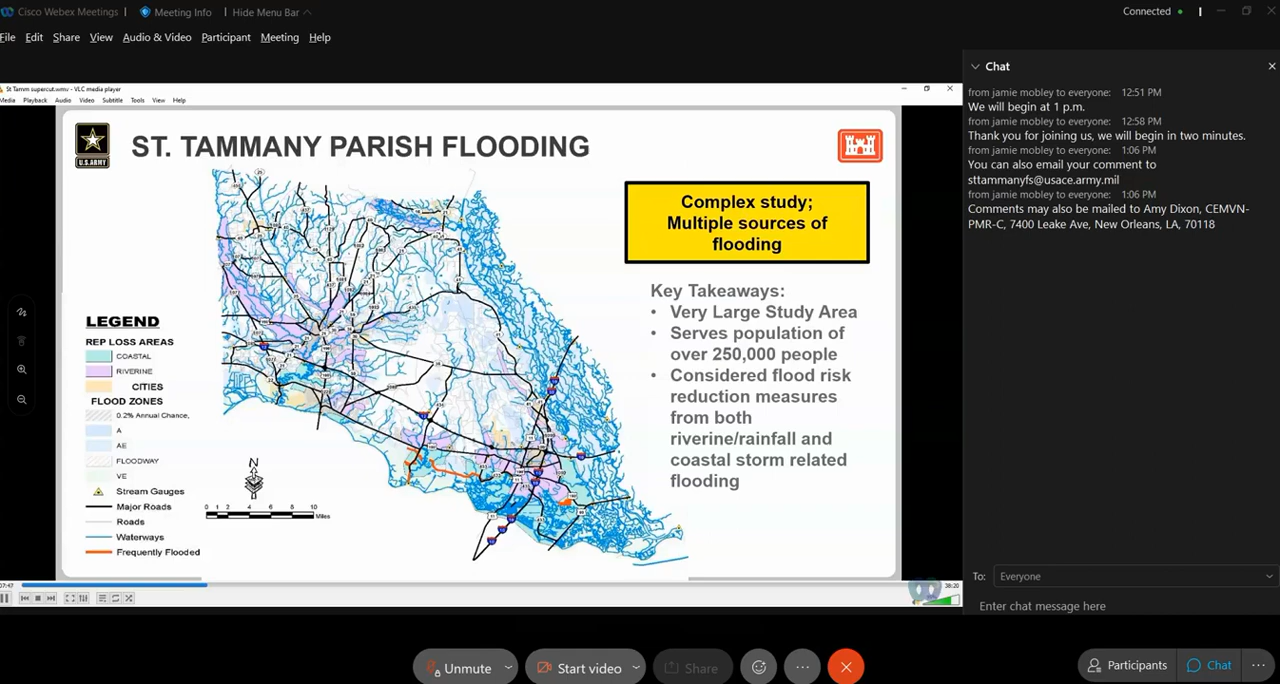 Cisco Webex Meetings | Meeting Info | Hide Menu Bar
Connected
File Edit Share View Audio & Video Participant Meeting Help
St Tamm supercut.wmv - VLC media player
Media Playback Audio Video Subtitle Tools View Help
U.S.ARMY
ST. TAMMANY PARISH FLOODING
Complex study;
Multiple sources of
flooding
Key Takeaways:
• Very Large Study Area
• Serves population of
over 250,000 people
• Considered flood risk
reduction measures
from both
riverine/rainfall and
coastal storm related
flooding
LEGEND
REP LOSS AREAS
COASTAL
RIVERINE
CITIES
FLOOD ZONES
0.2% Annual Chance,
A
AE
FLOODWAY
VE
Stream Gauges
Major Roads
Roads
Waterways
Frequently Flooded
N
0 1 2 4 6 8 10
Miles
38:20
Chat
from jamie mobley to everyone: 12:51 PM
We will begin at 1 p.m.
from jamie mobley to everyone: 12:58 PM
Thank you for joining us, we will begin in two minutes.
from jamie mobley to everyone: 1:06 PM
You can also email your comment to
sttammanyfs@usace.army.mil
from jamie mobley to everyone: 1:06 PM
Comments may also be mailed to Amy Dixon, CEMVN-
PMR-C, 7400 Leake Ave, New Orleans, LA, 70118
To: Everyone
Enter chat message here
Unmute Start video Share
Participants Chat